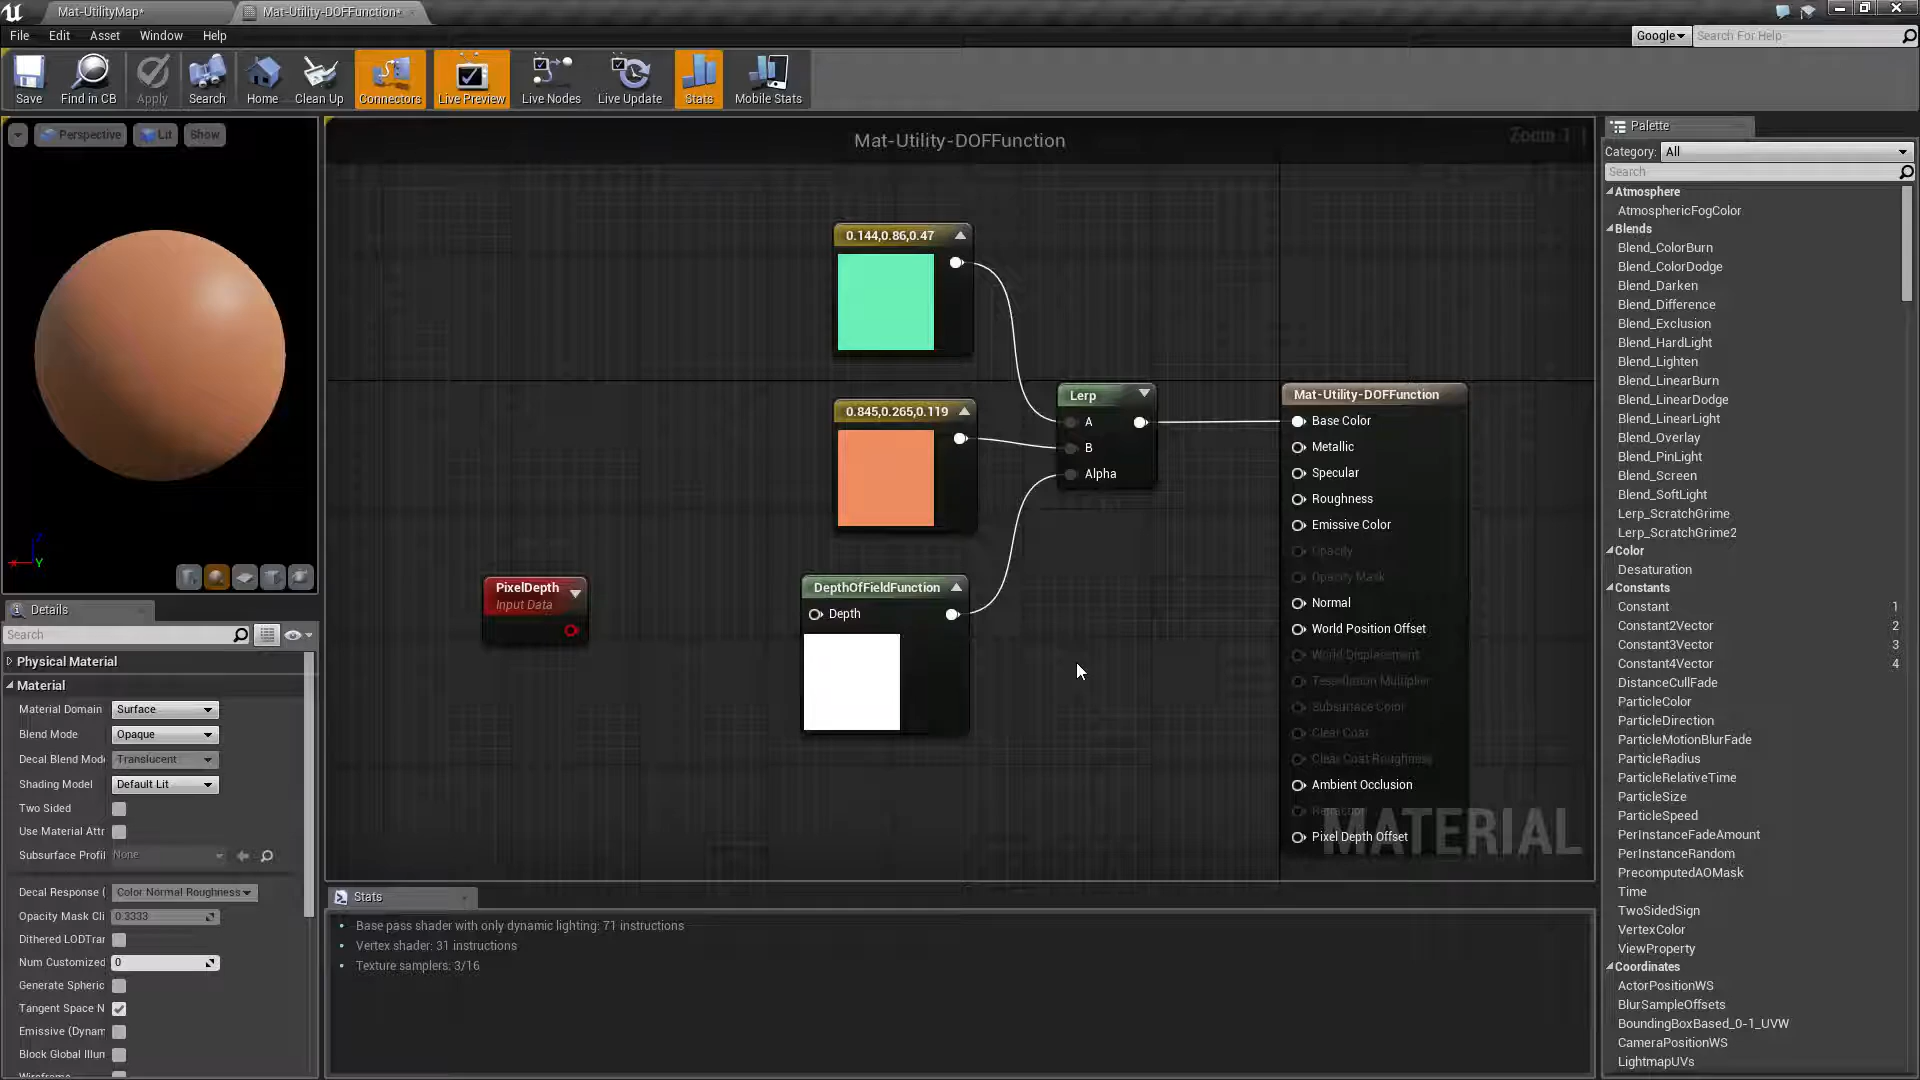 Mat-UtilityMap*
Mat-Utility-DOFFunction*
File Edit Asset Window Help
Google
Search For Help
Save
Find in CB
Apply
Search
Home
Clean Up
Connectors
Live Preview
Live Nodes
Live Update
Stats
Mobile Stats
Perspective
Lit
Show
Z
X
Y
Details
Search
Physical Material
Material
Material Domain Surface
Blend Mode Opaque
Decal Blend Mod Translucent
Shading Model Default Lit
Two Sided
Use Material Attr
Subsurface Profil None
Decal Response ( Color Normal Roughness
Opacity Mask Cli 0.3333
Dithered LODTrar
Num Customized 0
Generate Spheric
Tangent Space N
Emissive (Dynam
Block Global Illun
Wireframe
Mat-Utility-DOFFunction
Zoom 1:1
0.144,0.86,0.47
0.845,0.265,0.119
PixelDepth
Input Data
DepthOfFieldFunction
Depth
Lerp
A
B
Alpha
Mat-Utility-DOFFunction
Base Color
Metallic
Specular
Roughness
Emissive Color
Opacity
Opacity Mask
Normal
World Position Offset
World Displacement
Tessellation Multiplier
Subsurface Color
Clear Coat
Clear Coat Roughness
Ambient Occlusion
Refraction
Pixel Depth Offset
MATERIAL
Stats
Base pass shader with only dynamic lighting: 71 instructions
Vertex shader: 31 instructions
Texture samplers: 3/16
Palette
Category: All
Search
Atmosphere
AtmosphericFogColor
Blends
Blend_ColorBurn
Blend_ColorDodge
Blend_Darken
Blend_Difference
Blend_Exclusion
Blend_HardLight
Blend_Lighten
Blend_LinearBurn
Blend_LinearDodge
Blend_LinearLight
Blend_Overlay
Blend_PinLight
Blend_Screen
Blend_SoftLight
Lerp_ScratchGrime
Lerp_ScratchGrime2
Color
Desaturation
Constants
Constant 1
Constant2Vector 2
Constant3Vector 3
Constant4Vector 4
DistanceCullFade
ParticleColor
ParticleDirection
ParticleMotionBlurFade
ParticleRadius
ParticleRelativeTime
ParticleSize
ParticleSpeed
PerInstanceFadeAmount
PerInstanceRandom
PrecomputedAOMask
Time
TwoSidedSign
VertexColor
ViewProperty
Coordinates
ActorPositionWS
BlurSampleOffsets
BoundingBoxBased_0-1_UVW
CameraPositionWS
LightmapUVs